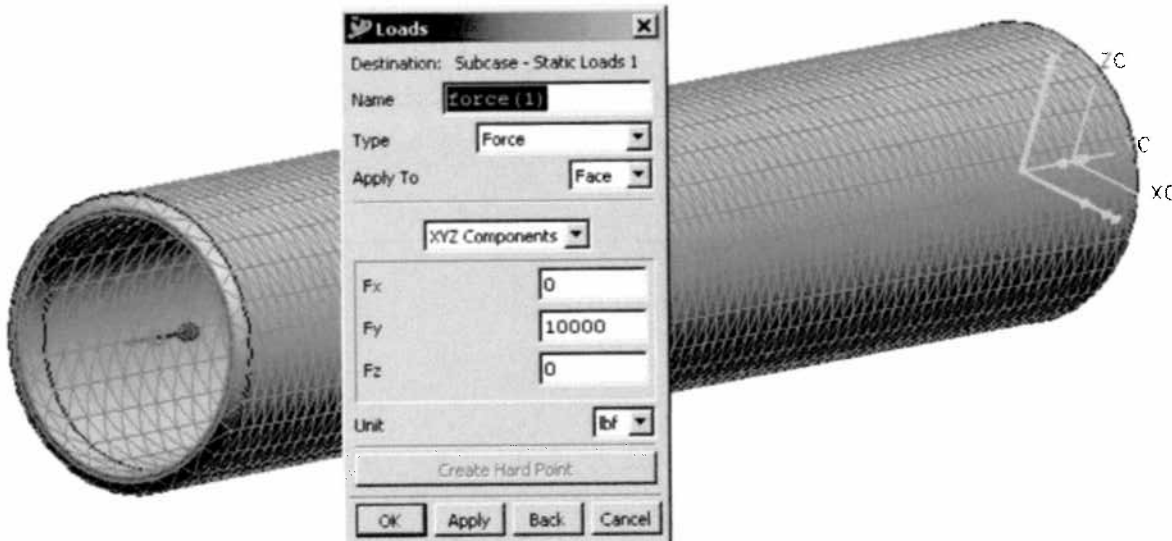 Loads
Destination: Subcase - Static Loads 1
Name force(1)
Type Force
Apply To Face
XYZ Components
Fx 0
Fy 10000
Fz 0
Unit lbf
Create Hard Point
OK Apply Back Cancel
ZC
C
XC